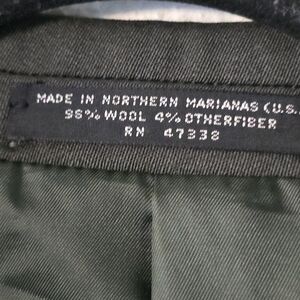 MADE IN NORTHERN MARIANAS (U.S.
96% WOOL 4% OTHERFIBER
RN 47338